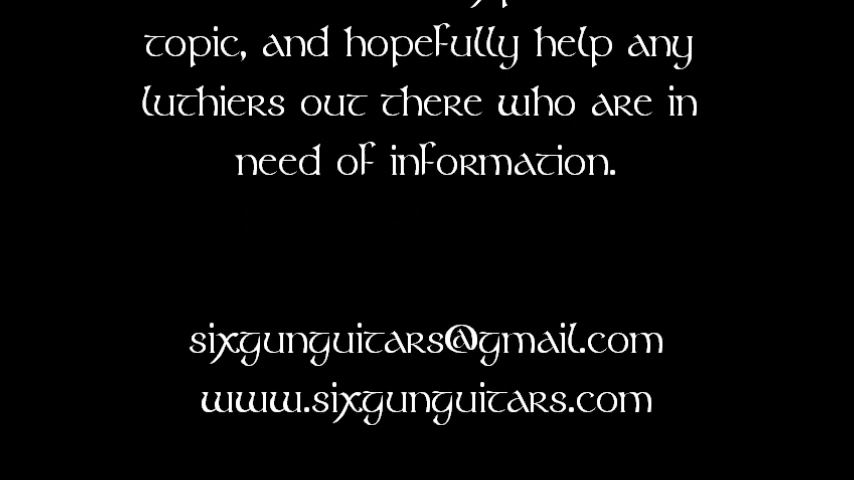 topic, and hopefully help any
luthiers out there who are in
need of information.
sixgunguitars@gmail.com
www.sixgunguitars.com